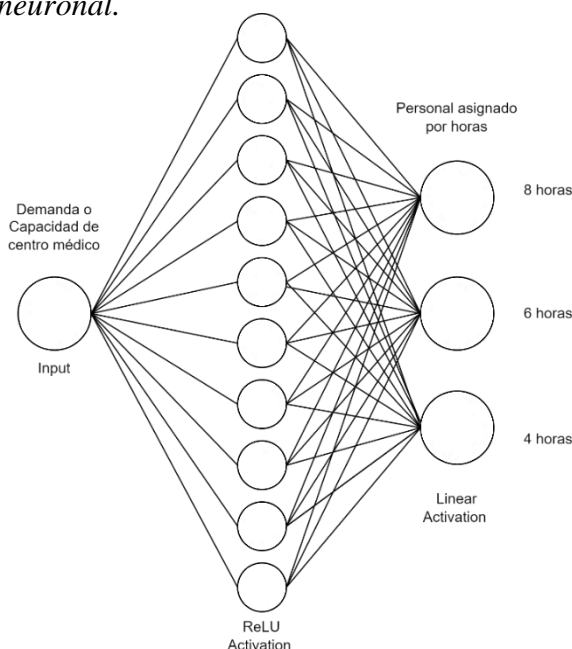 neuronal.
Personal asignado
por horas
8 horas
Demanda o
Capacidad de
centro médico
6 horas
Input
4 horas
Linear
Activation
ReLU
Activation